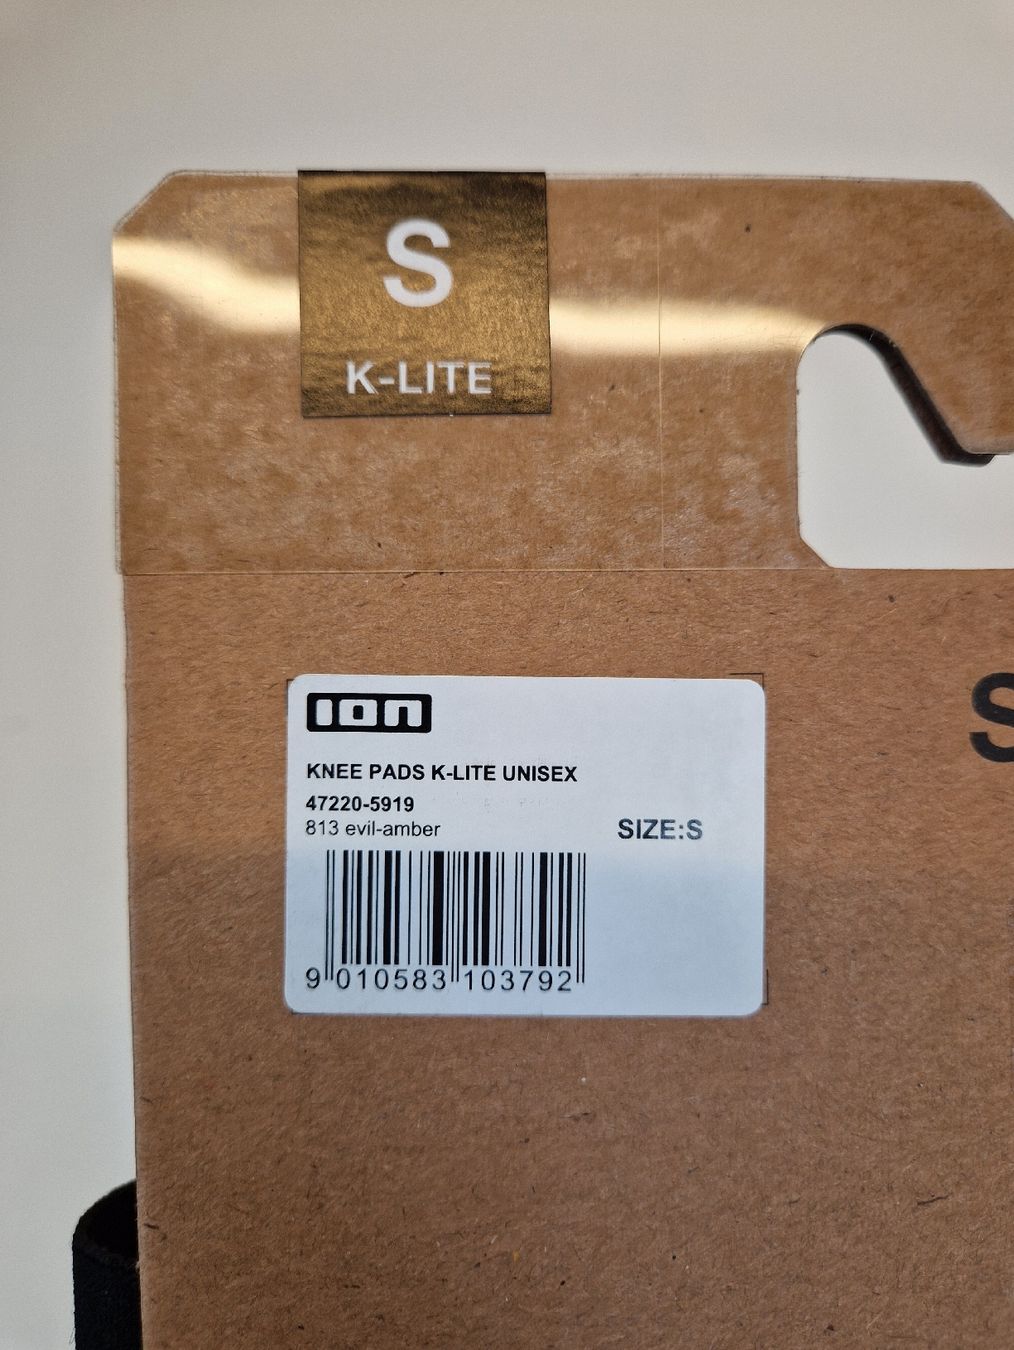 S
K-LITE
ion
KNEE PADS K-LITE UNISEX
47220-5919
813 evil-amber
SIZE:S
9 010583 103792
S